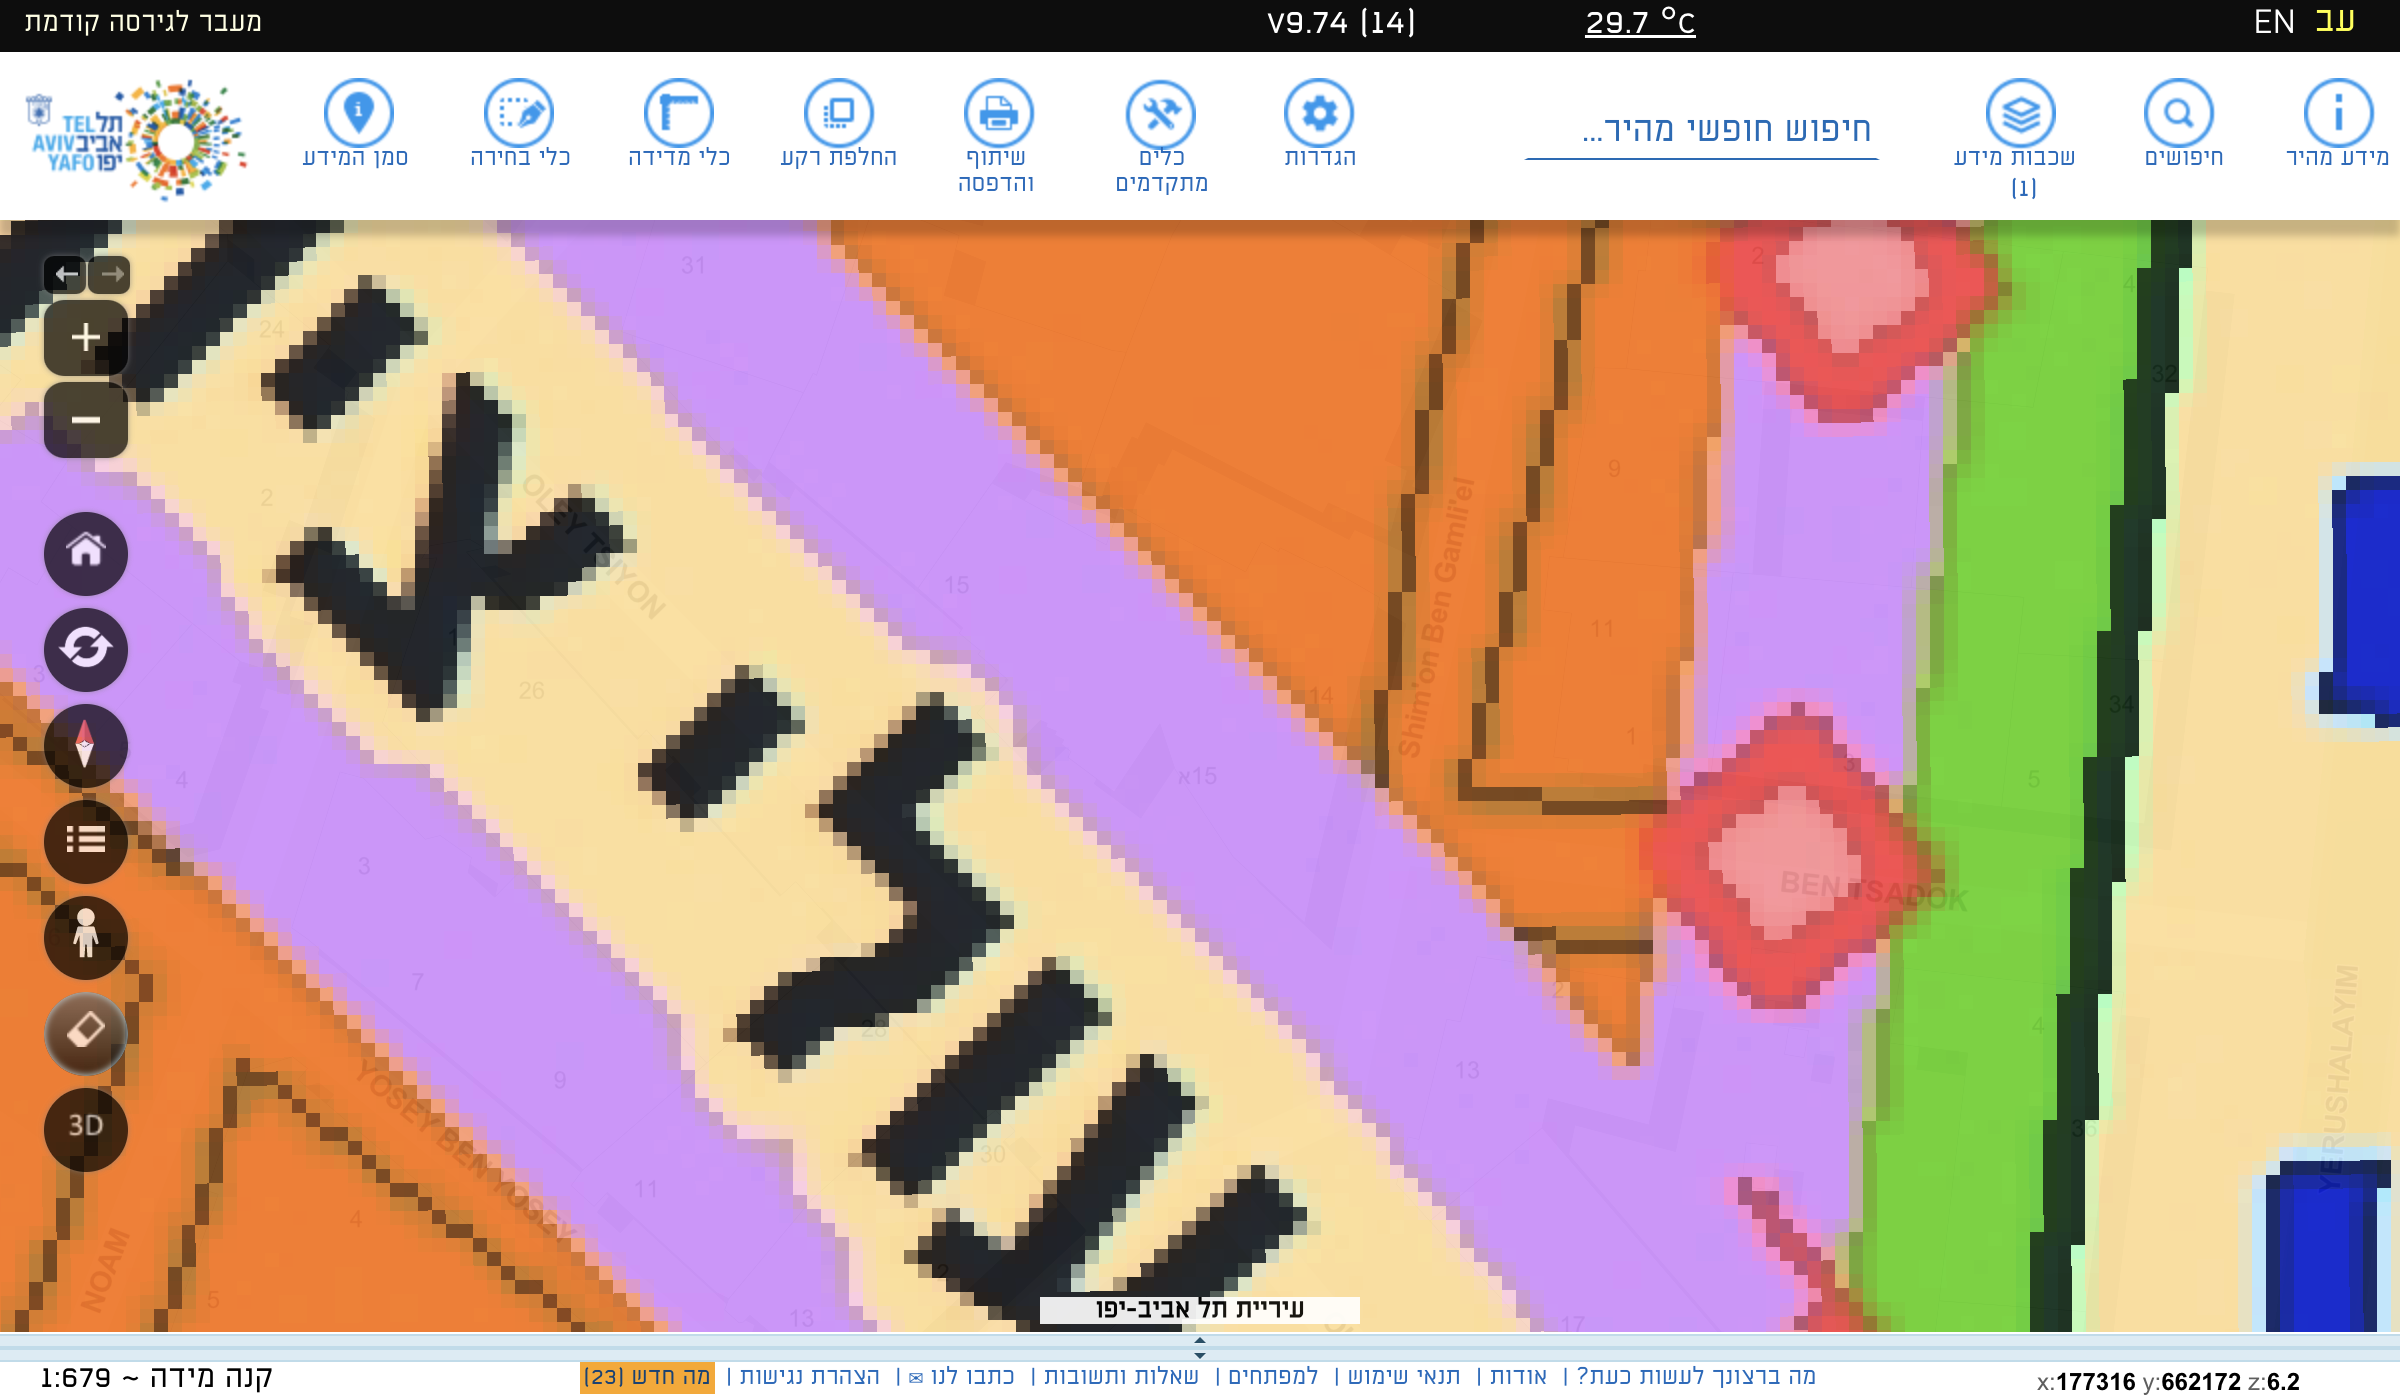 מעבר לגירסה קודמת
V9.74 (14)
29.7 °C
EN עב
תל אביב יפו
TEL AVIV YAFO
סמן המידע
כלי בחירה
כלי מדידה
החלפת רקע
שיתוף והדפסה
כלים מתקדמים
הגדרות
חיפוש חופשי מהיר...
שכבות מידע (1)
חיפושים
מידע מהיר
31
2
4
24
32
2
OLEY TSIYON
9
15
Shim'on Ben Gamli'el
11
1
3
26
14
34
1
4
15א
3
5
3
BEN TSADOK
7
2
28
4
13
9
YOSEY BEN YOSEY
30
36
YERUSHALAYIM
11
4
NOAM
2
5
13
17
3D
עיריית תל אביב-יפו
קנה מידה ~ 1:679
מה ברצונך לעשות כעת? | אודות | תנאי שימוש | למפתחים | שאלות ותשובות | כתבו לנו ✉ | הצהרת נגישות | מה חדש (23)
x:177316 y:662172 z:6.2